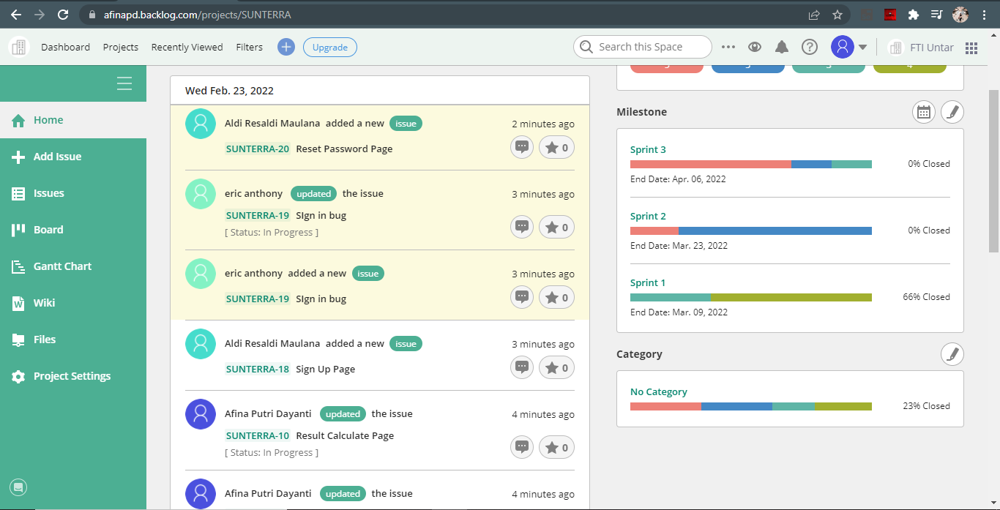 afinapd.backlog.com/projects/SUNTERRA
Dashboard Projects Recently Viewed Filters Upgrade Search this Space FTI Untar
Home
Add Issue
Issues
Board
Gantt Chart
Wiki
Files
Project Settings
Wed Feb. 23, 2022
Aldi Resaldi Maulana added a new issue 2 minutes ago
SUNTERRA-20 Reset Password Page 0
eric anthony updated the issue 3 minutes ago
SUNTERRA-19 SIgn in bug 0
[ Status: In Progress ]
eric anthony added a new issue 3 minutes ago
SUNTERRA-19 SIgn in bug 0
Aldi Resaldi Maulana added a new issue 3 minutes ago
SUNTERRA-18 Sign Up Page 0
Afina Putri Dayanti updated the issue 4 minutes ago
SUNTERRA-10 Result Calculate Page 0
[ Status: In Progress ]
Afina Putri Dayanti updated the issue 4 minutes ago
Milestone
Sprint 3
0% Closed
End Date: Apr. 06, 2022
Sprint 2
0% Closed
End Date: Mar. 23, 2022
Sprint 1
66% Closed
End Date: Mar. 09, 2022
Category
No Category
23% Closed